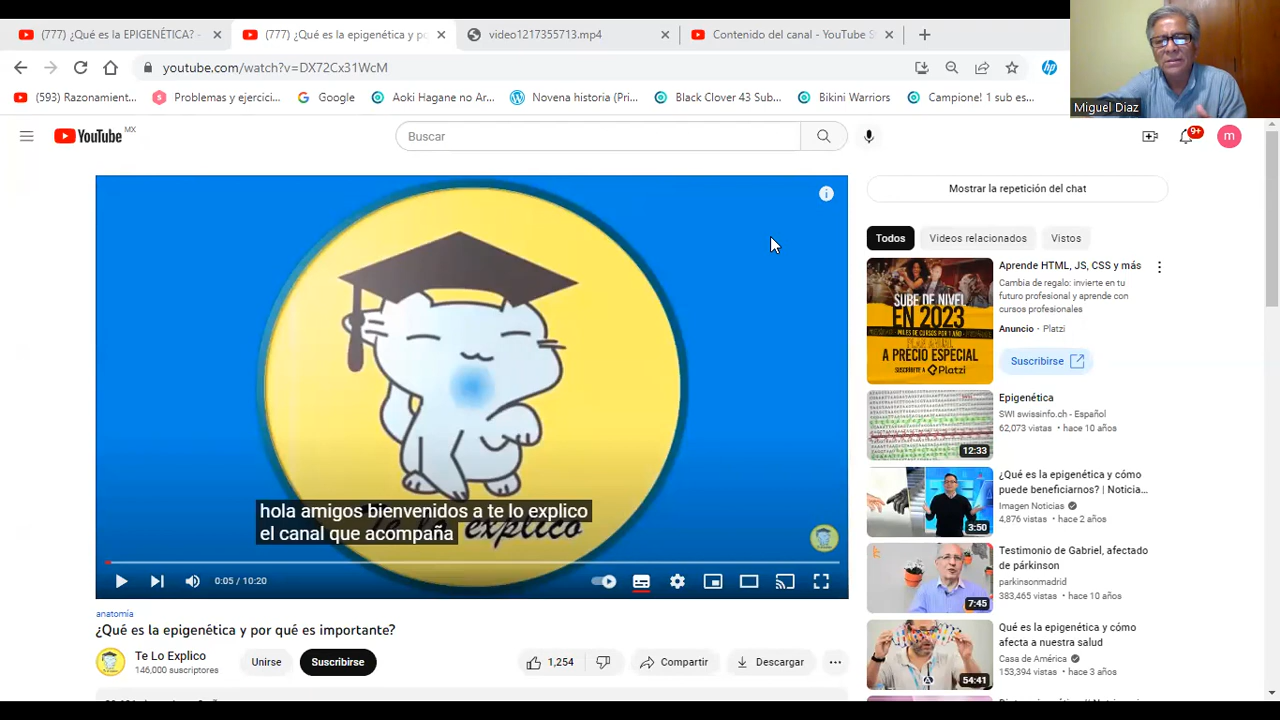 (777) ¿Qué es la EPIGENÉTICA? -
(777) ¿Qué es la epigenética y po
video1217355713.mp4
Contenido del canal - YouTube S
youtube.com/watch?v=DX72Cx31WcM
(593) Razonamient...
Problemas y ejercici...
Google
Aoki Hagane no Ar...
Novena historia (Pri...
Black Clover 43 Sub...
Bikini Warriors
Campione! 1 sub es...
Miguel Diaz
YouTube MX
Buscar
9+
m
Mostrar la repetición del chat
Todos
Videos relacionados
Vistos
SUBE DE NIVEL
EN 2023
A PRECIO ESPECIAL
Platzi
Aprende HTML, JS, CSS y más
Cambia de regalo: invierte en tu
futuro profesional y aprende con
cursos profesionales
Anuncio · Platzi
Suscribirse
12:33
Epigenética
SWI swissinfo.ch - Español
62,073 vistas · hace 10 años
3:50
¿Qué es la epigenética y cómo
puede beneficiarnos? | Noticia...
Imagen Noticias
4,876 vistas · hace 2 años
7:45
Testimonio de Gabriel, afectado
de párkinson
parkinsonmadrid
383,465 vistas · hace 10 años
54:41
Qué es la epigenética y cómo
afecta a nuestra salud
Casa de América
153,394 vistas · hace 3 años
hola amigos bienvenidos a te lo explico
el canal que acompaña
explico
0:05 / 10:20
anatomía
¿Qué es la epigenética y por qué es importante?
Te Lo Explico
146,000 suscriptores
Unirse
Suscribirse
1,254
Compartir
Descargar